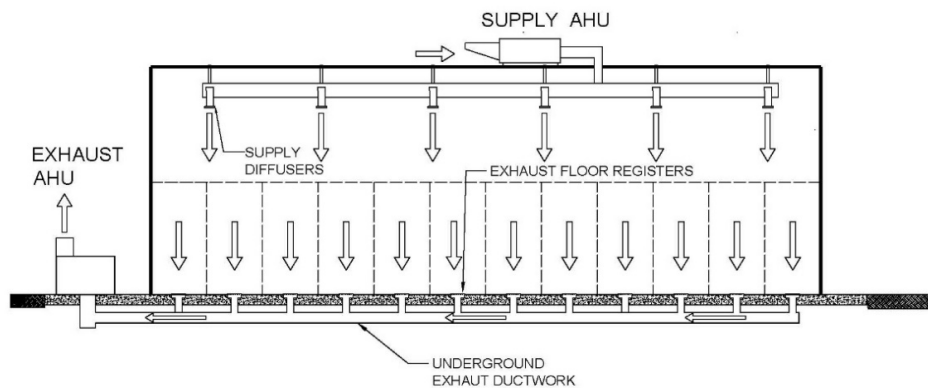 SUPPLY AHU
EXHAUST
AHU
SUPPLY
DIFFUSERS
EXHAUST FLOOR REGISTERS
UNDERGROUND
EXHAUT DUCTWORK